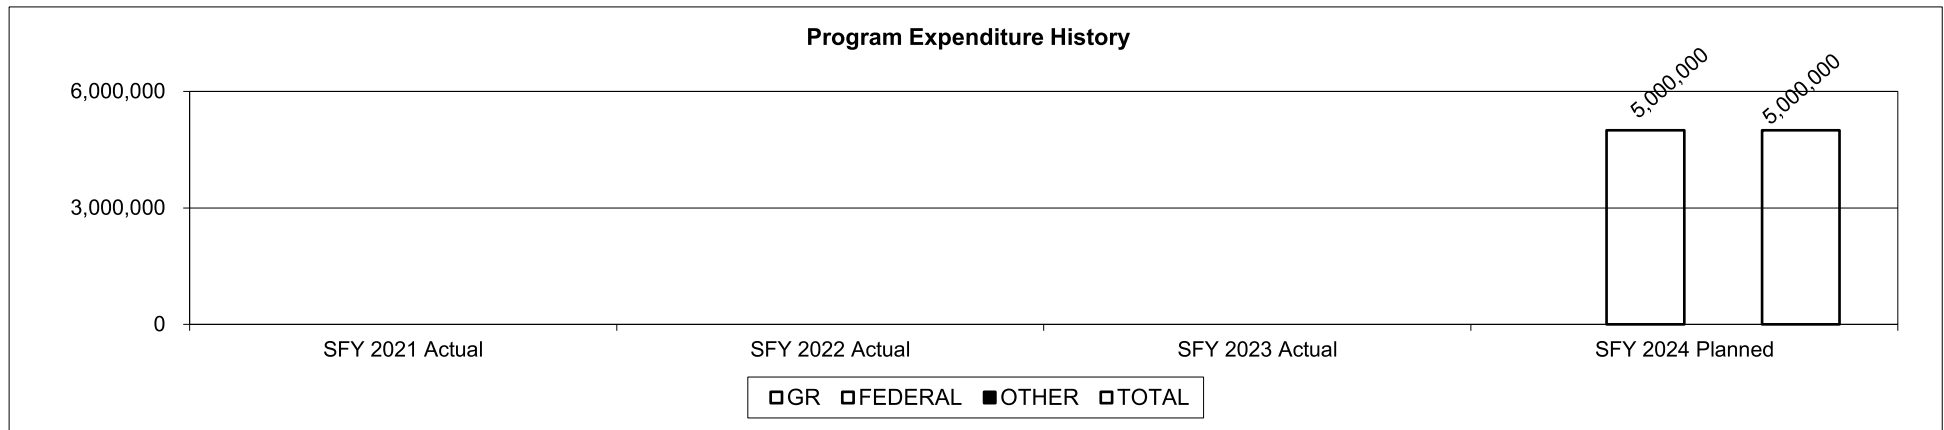 Program Expenditure History
6,000,000
3,000,000
0
5,000,000
5,000,000
SFY 2021 Actual
SFY 2022 Actual
SFY 2023 Actual
SFY 2024 Planned
GR
FEDERAL
OTHER
TOTAL